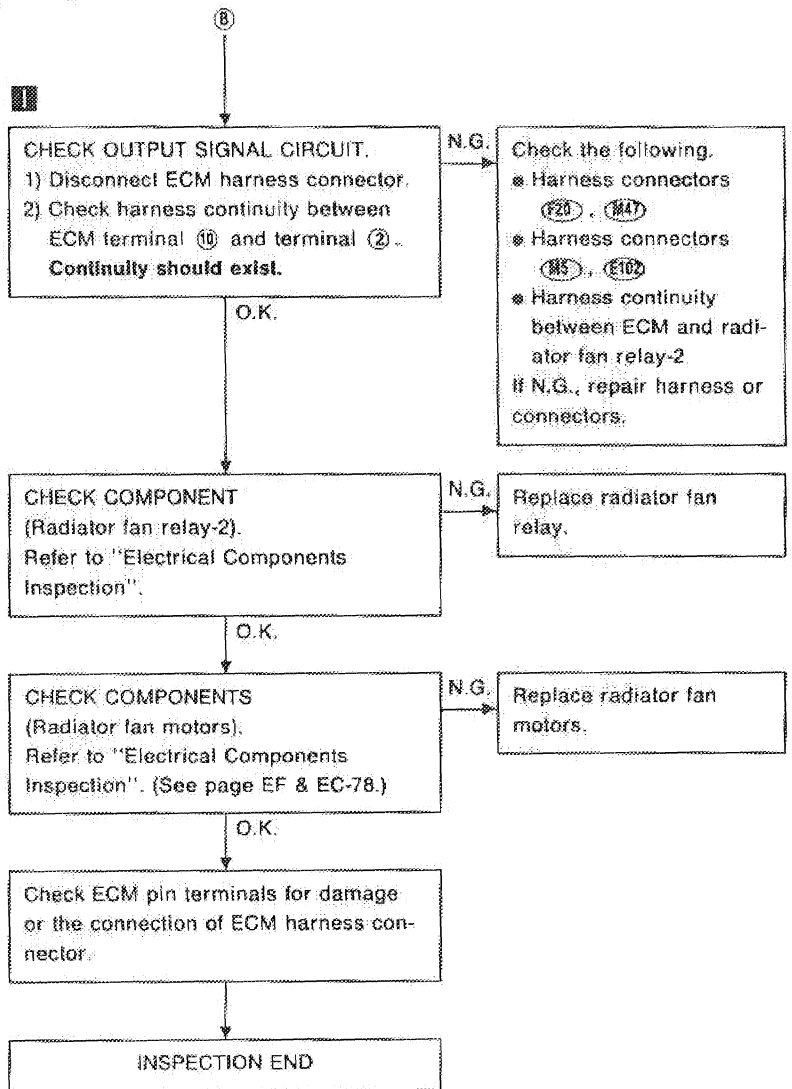 Ⓑ
I
CHECK OUTPUT SIGNAL CIRCUIT.
1) Disconnect ECM harness connector.
2) Check harness continuity between
ECM terminal ⑩ and terminal ②.
Continuity should exist.
N.G.
Check the following.
● Harness connectors
F20 , M47
● Harness connectors
M5 , E102
● Harness continuity
between ECM and radi-
ator fan relay-2
If N.G., repair harness or
connectors.
O.K.
CHECK COMPONENT
(Radiator fan relay-2).
Refer to "Electrical Components
Inspection".
N.G.
Replace radiator fan
relay.
O.K.
CHECK COMPONENTS
(Radiator fan motors).
Refer to "Electrical Components
Inspection". (See page EF & EC-78.)
N.G.
Replace radiator fan
motors.
O.K.
Check ECM pin terminals for damage
or the connection of ECM harness con-
nector.
INSPECTION END